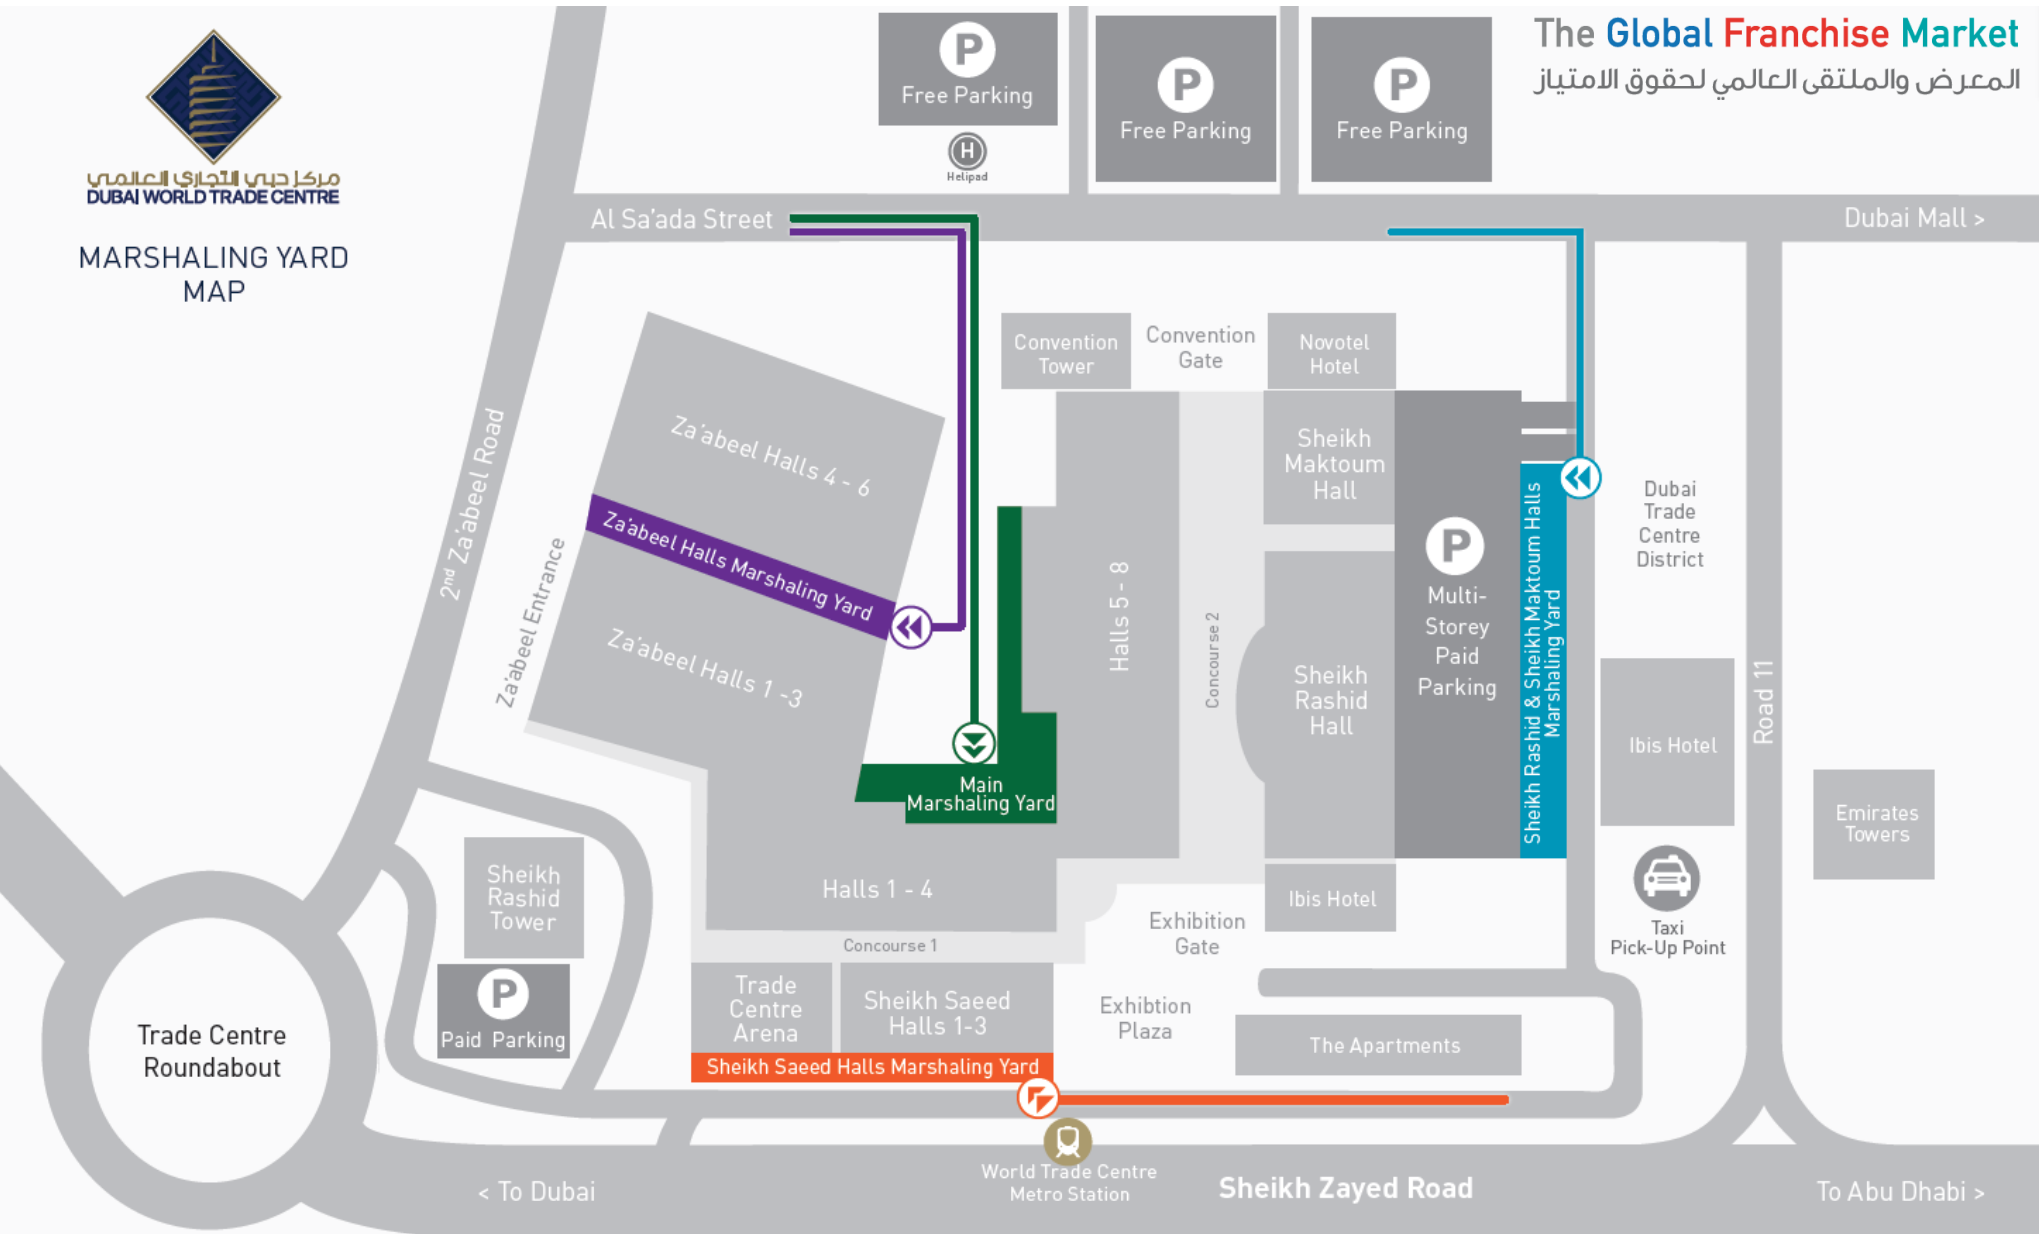 مركز دبي التجاري العالمي
DUBAI WORLD TRADE CENTRE
MARSHALING YARD
MAP
The Global Franchise Market
المعرض والملتقى العالمي لحقوق الامتياز
P
Free Parking
H
Helipad
P
Free Parking
P
Free Parking
Al Sa'ada Street
Dubai Mall >
Convention
Tower
Convention
Gate
Novotel
Hotel
Za'abeel Halls 4 - 6
Za'abeel Halls Marshaling Yard
Za'abeel Halls 1 -3
2nd Za'abeel Road
Za'abeel Entrance
Halls 5 - 8
Concourse 2
Sheikh
Maktoum
Hall
Sheikh
Rashid
Hall
P
Multi-
Storey
Paid
Parking
Sheikh Rashid & Sheikh Maktoum Halls
Marshaling Yard
Dubai
Trade
Centre
District
Ibis Hotel
Road 11
Emirates
Towers
Taxi
Pick-Up Point
Main
Marshaling Yard
Halls 1 - 4
Concourse 1
Ibis Hotel
Exhibition
Gate
Exhibtion
Plaza
The Apartments
Sheikh
Rashid
Tower
P
Paid Parking
Trade
Centre
Arena
Sheikh Saeed
Halls 1-3
Sheikh Saeed Halls Marshaling Yard
Trade Centre
Roundabout
World Trade Centre
Metro Station
< To Dubai
Sheikh Zayed Road
To Abu Dhabi >